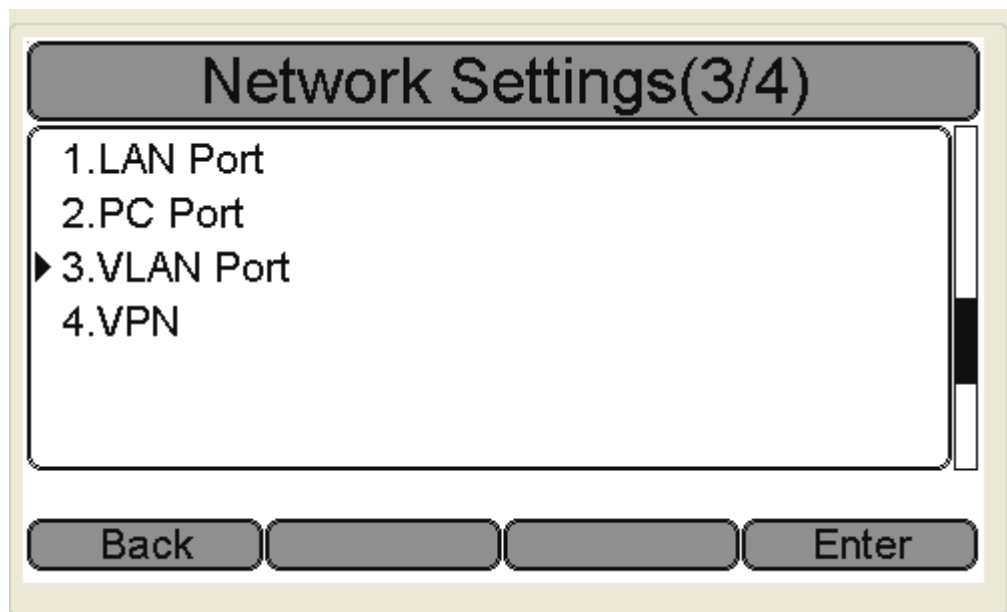 Network Settings(3/4)
1.LAN Port
2.PC Port
3.VLAN Port
4.VPN
Back Enter